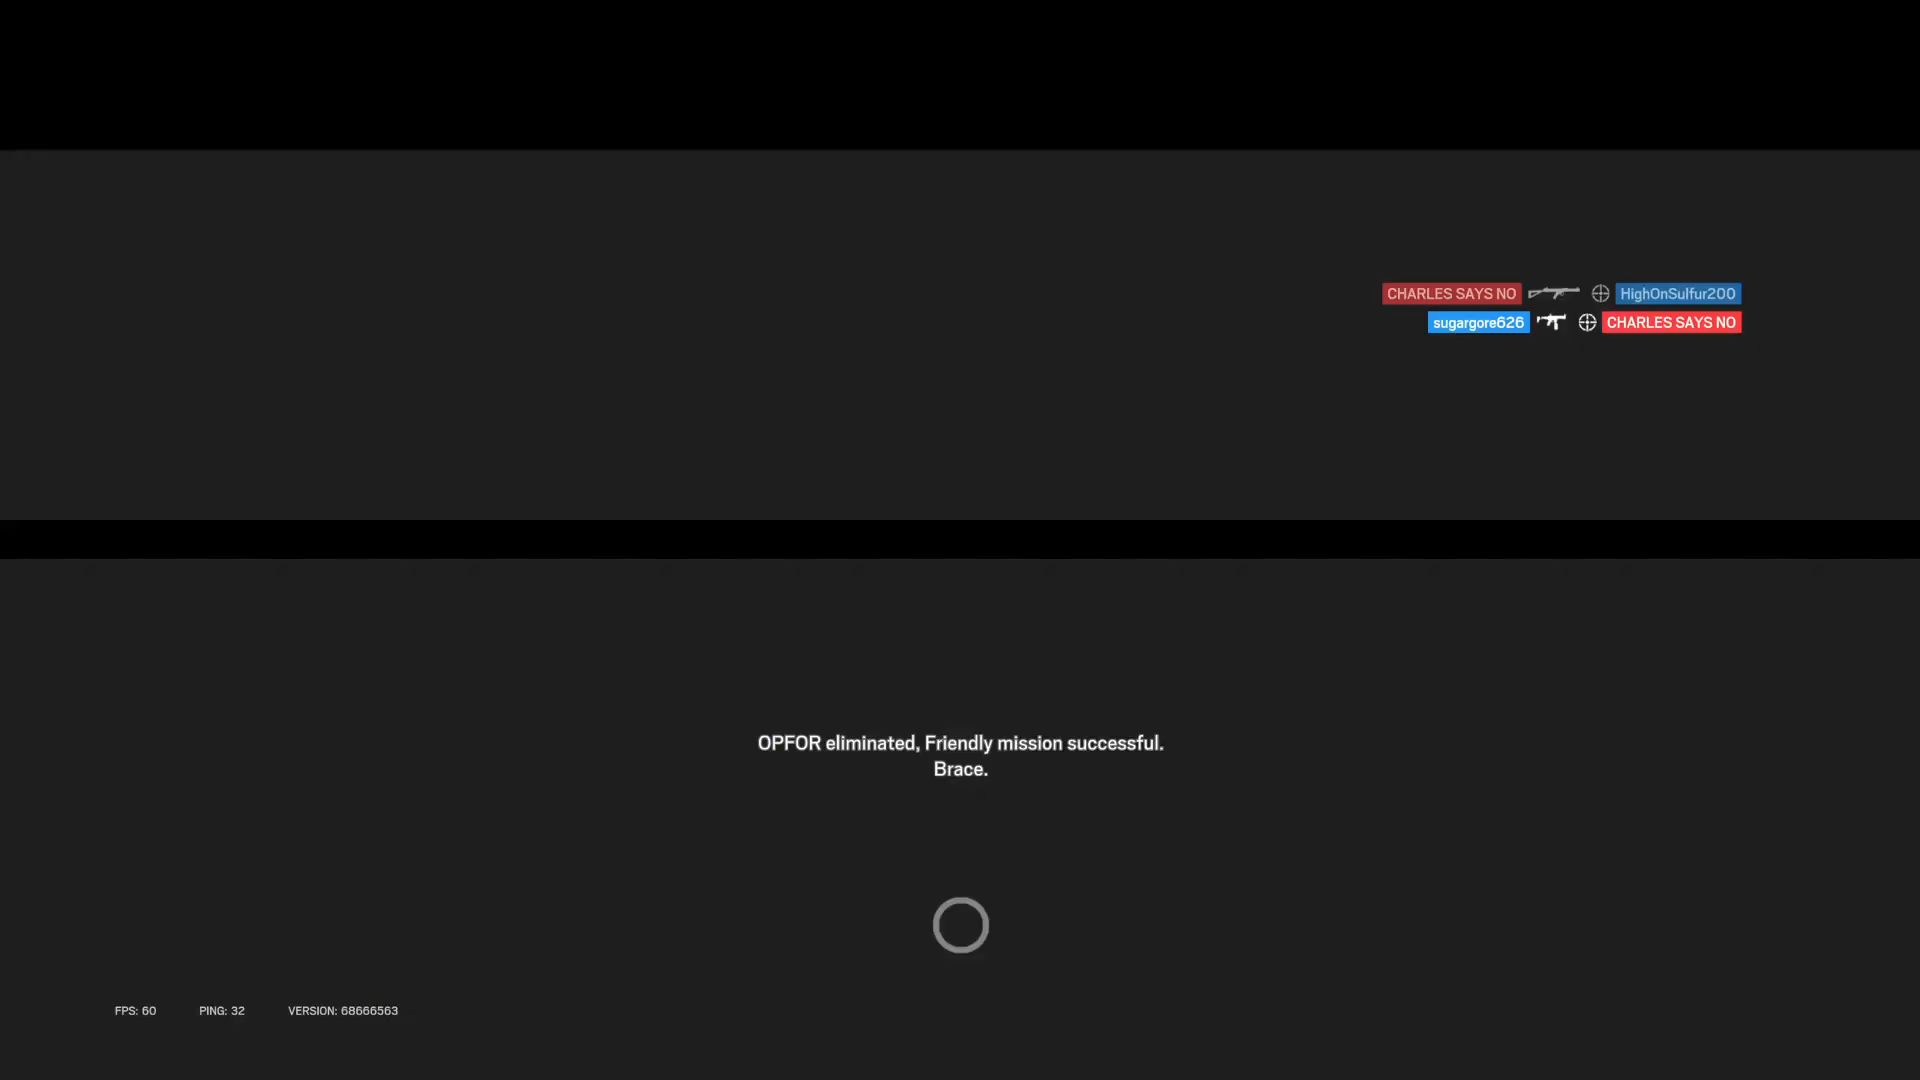 CHARLES SAYS NO HighOnSulfur200
sugargore626 CHARLES SAYS NO
OPFOR eliminated, Friendly mission successful.
Brace.
FPS: 60 PING: 32 VERSION: 68666563